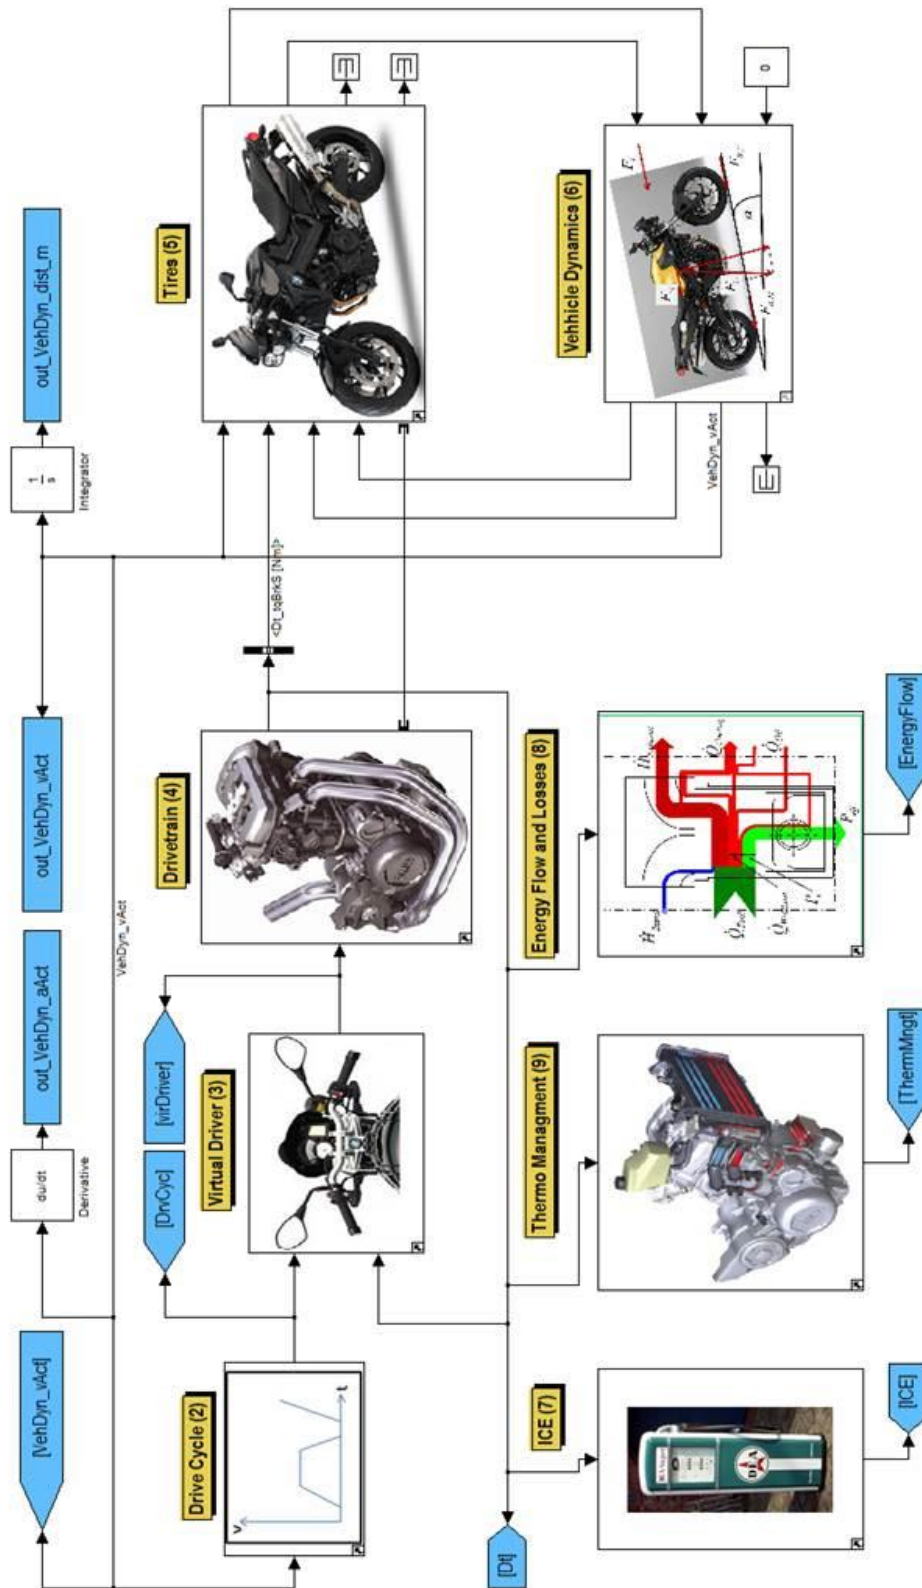 [VehDyn_vAct]
du/dt
Derivative
out_VehDyn_aAct
out_VehDyn_vAct
1
s
Integrator
out_VehDyn_dist_m
VehDyn_vAct
Drive Cycle (2)
v
t
[DrvCyc]
[virDriver]
Virtual Driver (3)
Drivetrain (4)
<Dt_tqBrkS [Nm]>
Tires (5)
[Dt]
ICE (7)
DEA
[ICE]
Thermo Managment (9)
[ThermMngt]
Energy Flow and Losses (8)
[EnergyFlow]
VehDyn_vAct
Vehhicle Dynamics (6)
α
0